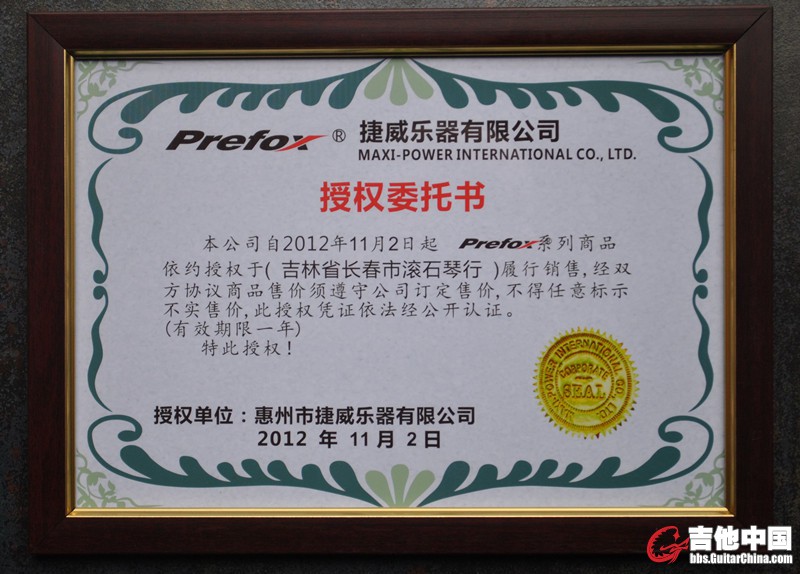 Prefox® 捷威乐器有限公司
MAXI-POWER INTERNATIONAL CO., LTD.
授权委托书
本公司自2012年11月2日起 Prefox系列商品
依约授权于( 吉林省长春市滚石琴行 )履行销售,经双
方协议商品售价须遵守公司订定售价,不得任意标示
不实售价,此授权凭证依法经公开认证。
(有效期限一年)
特此授权!
MAXI-POWER INTERNATIONAL CO., LTD.
CORPORATE
SEAL
授权单位:惠州市捷威乐器有限公司
2012 年 11 月 2 日
吉他中国
bbs.GuitarChina.com